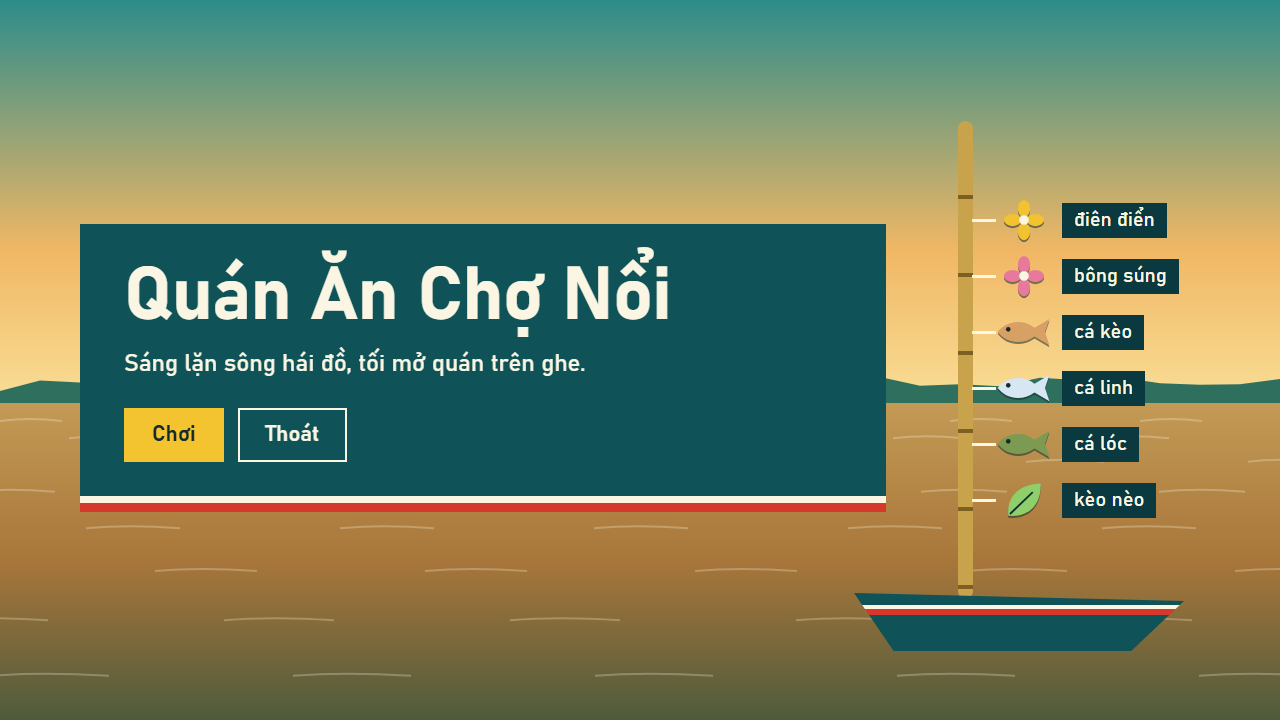 Quán Ăn Chợ Nổi
Sáng lặn sông hái đồ, tối mở quán trên ghe.
Chơi
Thoát
điên điển
bông súng
cá kèo
cá linh
cá lóc
kèo nèo